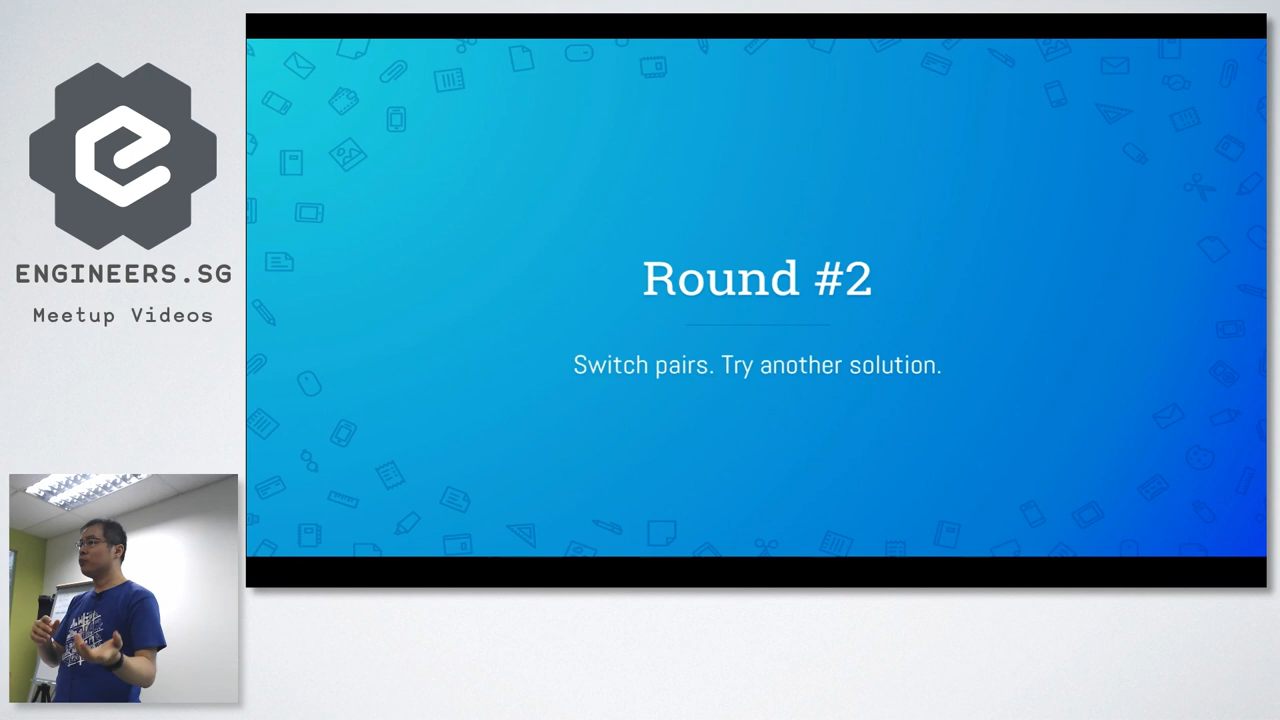 ENGINEERS.SG
Meetup Videos
Round #2
Switch pairs. Try another solution.